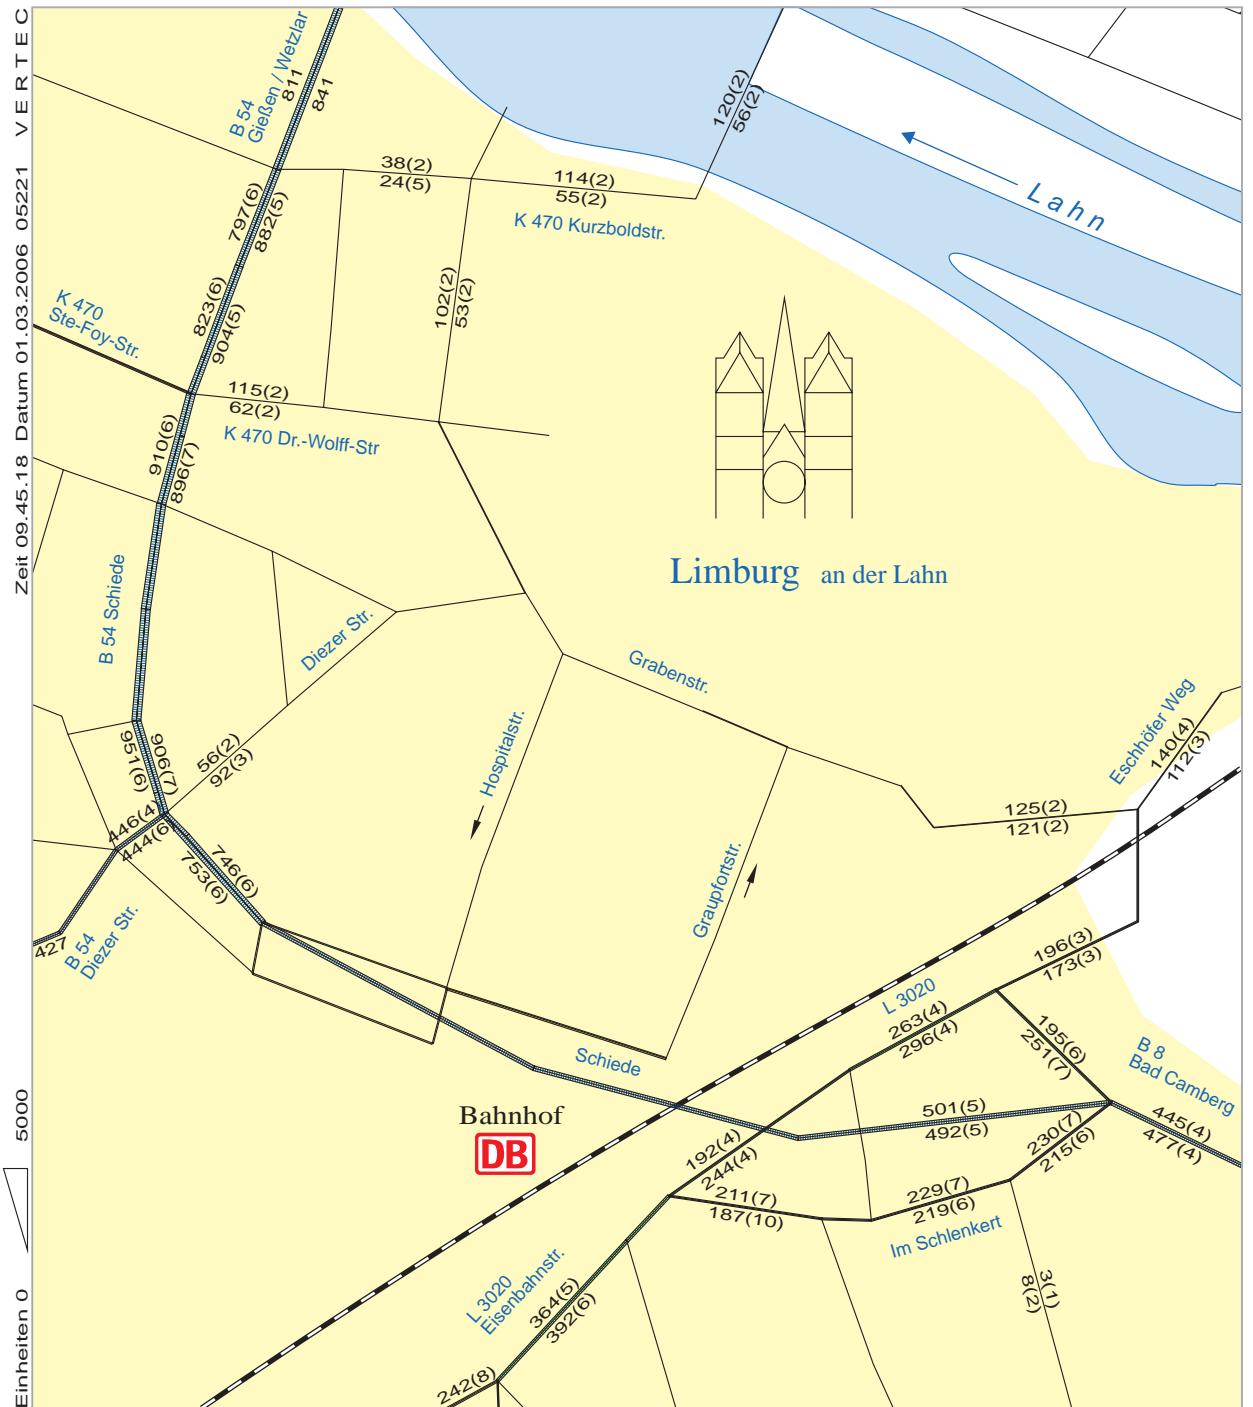 Zeit 09.45.18 Datum 01.03.2006 05221 VERTEC
Einheiten 0 5000
B 54
Gießen / Wetzlar
811
841
120(2)
56(2)
Lahn
38(2)
24(5)
114(2)
55(2)
K 470 Kurzboldstr.
797(6)
882(5)
823(6)
904(5)
102(2)
53(2)
K 470
Ste-Foy-Str.
115(2)
62(2)
K 470 Dr.-Wolff-Str
910(6)
896(7)
Limburg an der Lahn
B 54 Schiede
Diezer Str.
Grabenstr.
Hospitalstr.
Eschhöfer Weg
140(4)
112(3)
906(7)
951(6)
56(2)
92(3)
446(4)
444(6)
746(6)
753(6)
125(2)
121(2)
Graupfortstr.
427
B 54
Diezer Str.
196(3)
173(3)
L 3020
263(4)
296(4)
195(6)
251(7)
B 8
Bad Camberg
Schiede
Bahnhof
DB
501(5)
492(5)
445(4)
477(4)
192(4)
244(4)
230(7)
215(6)
211(7)
187(10)
229(7)
219(6)
Im Schlenkert
L 3020
Eisenbahnstr.
364(5)
392(6)
3(1)
8(2)
242(8)